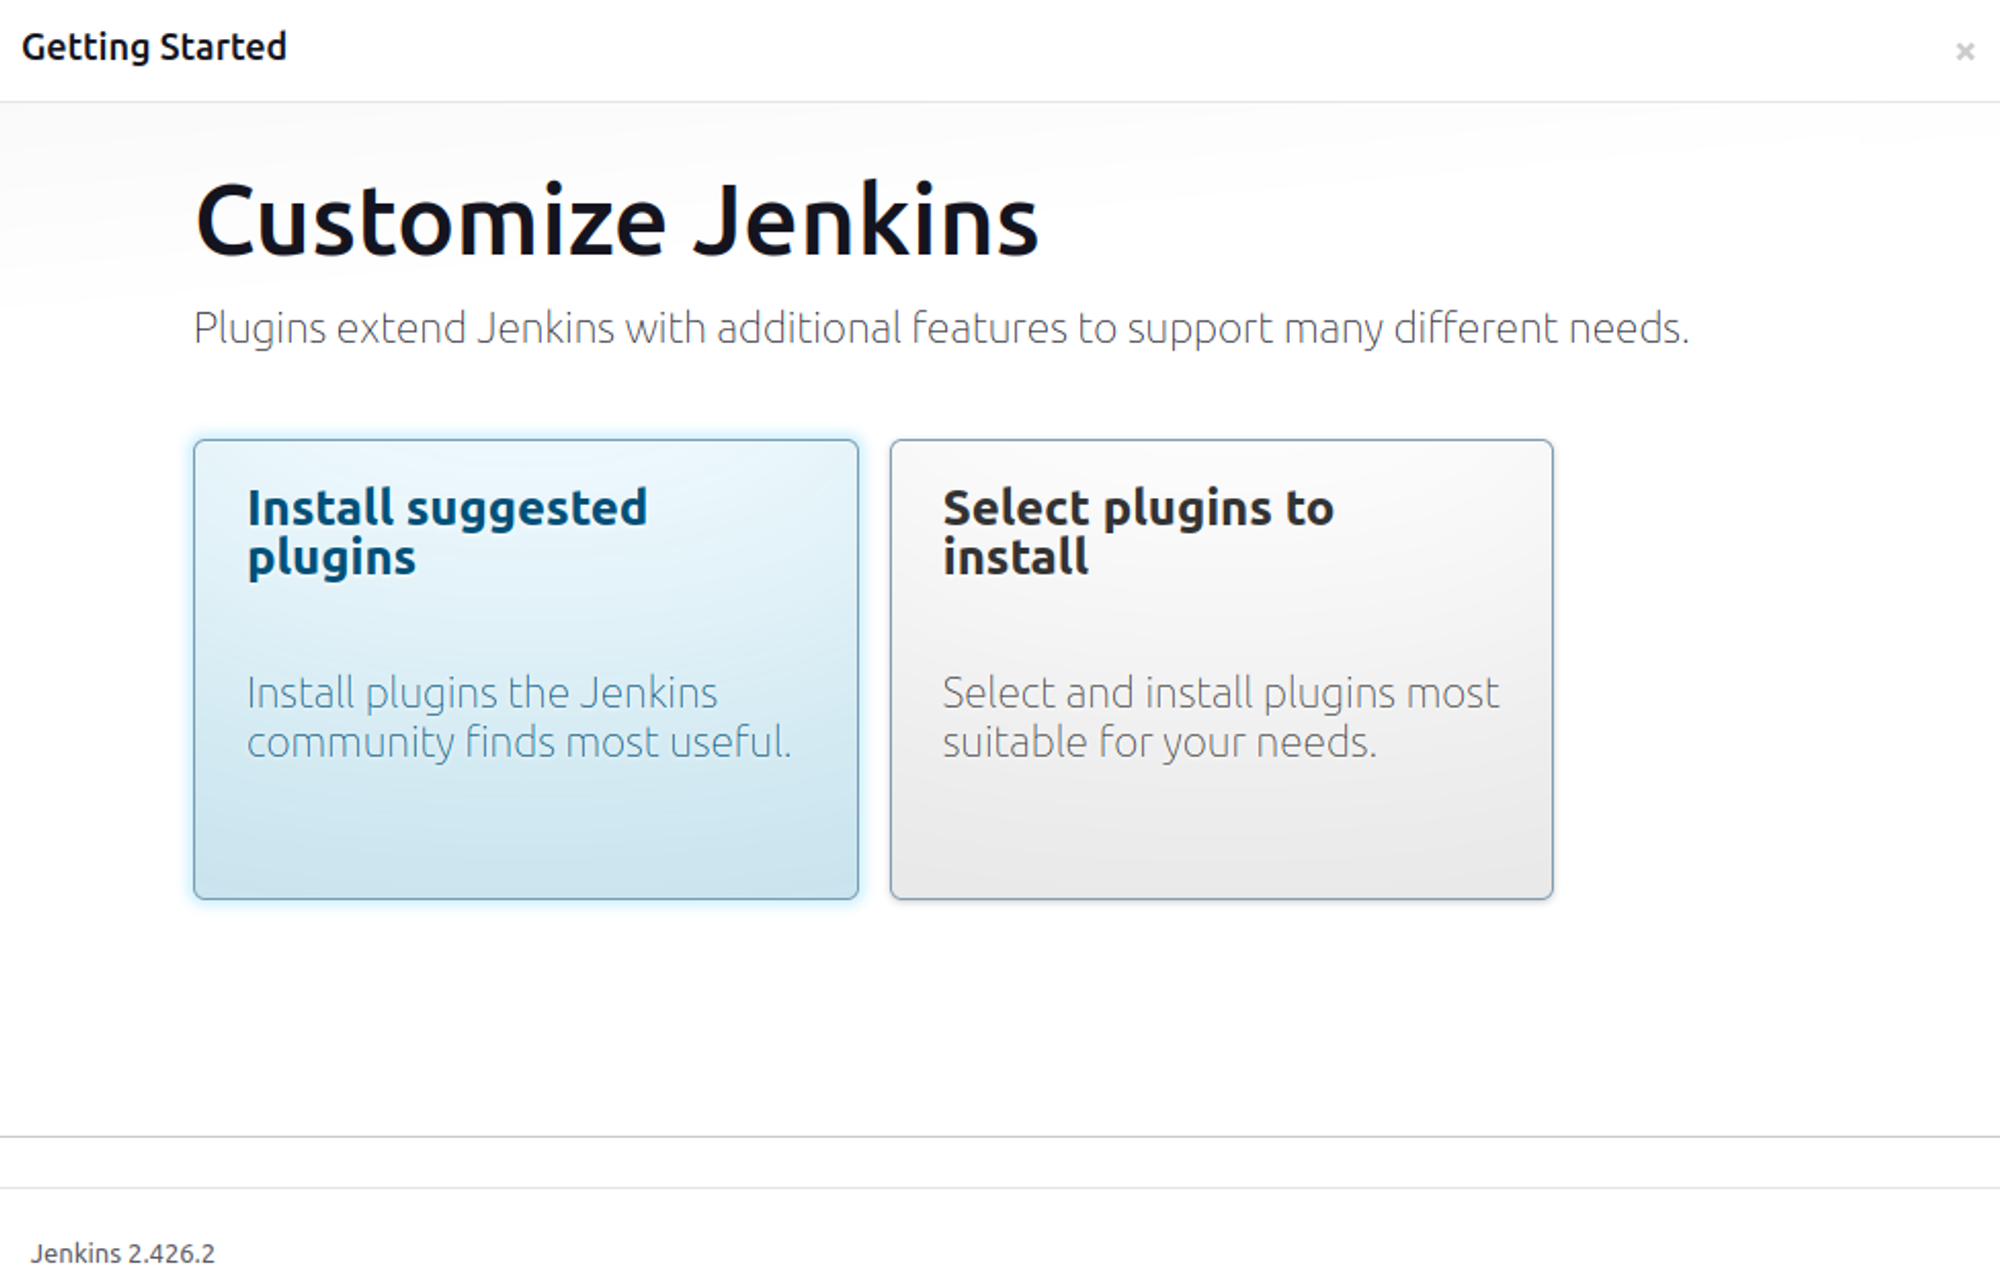 Getting Started
×
Customize Jenkins
Plugins extend Jenkins with additional features to support many different needs.
Install suggested
plugins
Install plugins the Jenkins
community finds most useful.
Select plugins to
install
Select and install plugins most
suitable for your needs.
Jenkins 2.426.2